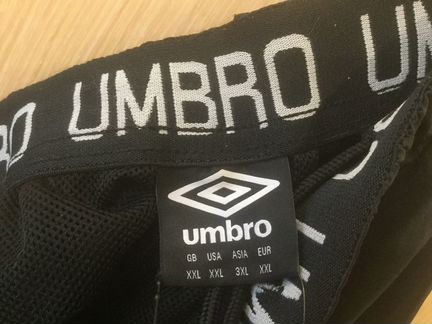 UMBRO
umbro
GB USA ASIA EUR
XXL XXL 3XL XXL